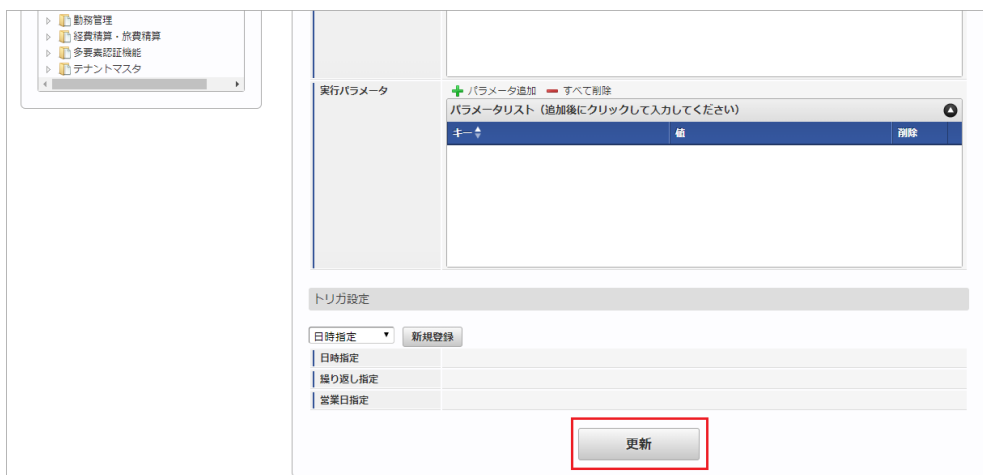 勤務管理
経費精算・旅費精算
多要素認証機能
テナントマスタ
実行パラメータ
パラメータ追加 すべて削除
パラメータリスト（追加後にクリックして入力してください）
キー 値 削除
トリガ設定
日時指定 新規登録
日時指定
繰り返し指定
営業日指定
更新